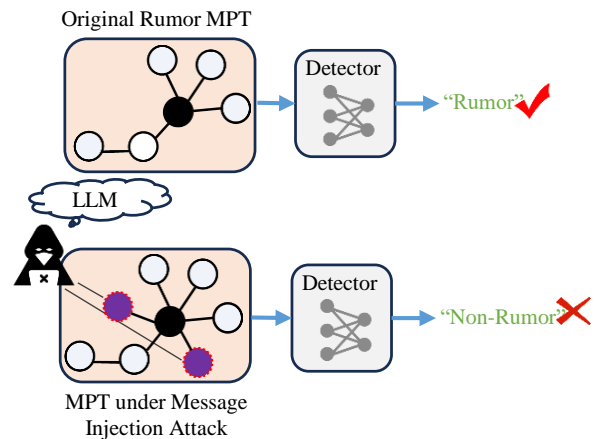 Original Rumor MPT
Detector
“Rumor”
LLM
Detector
“Non-Rumor”
MPT under Message
Injection Attack